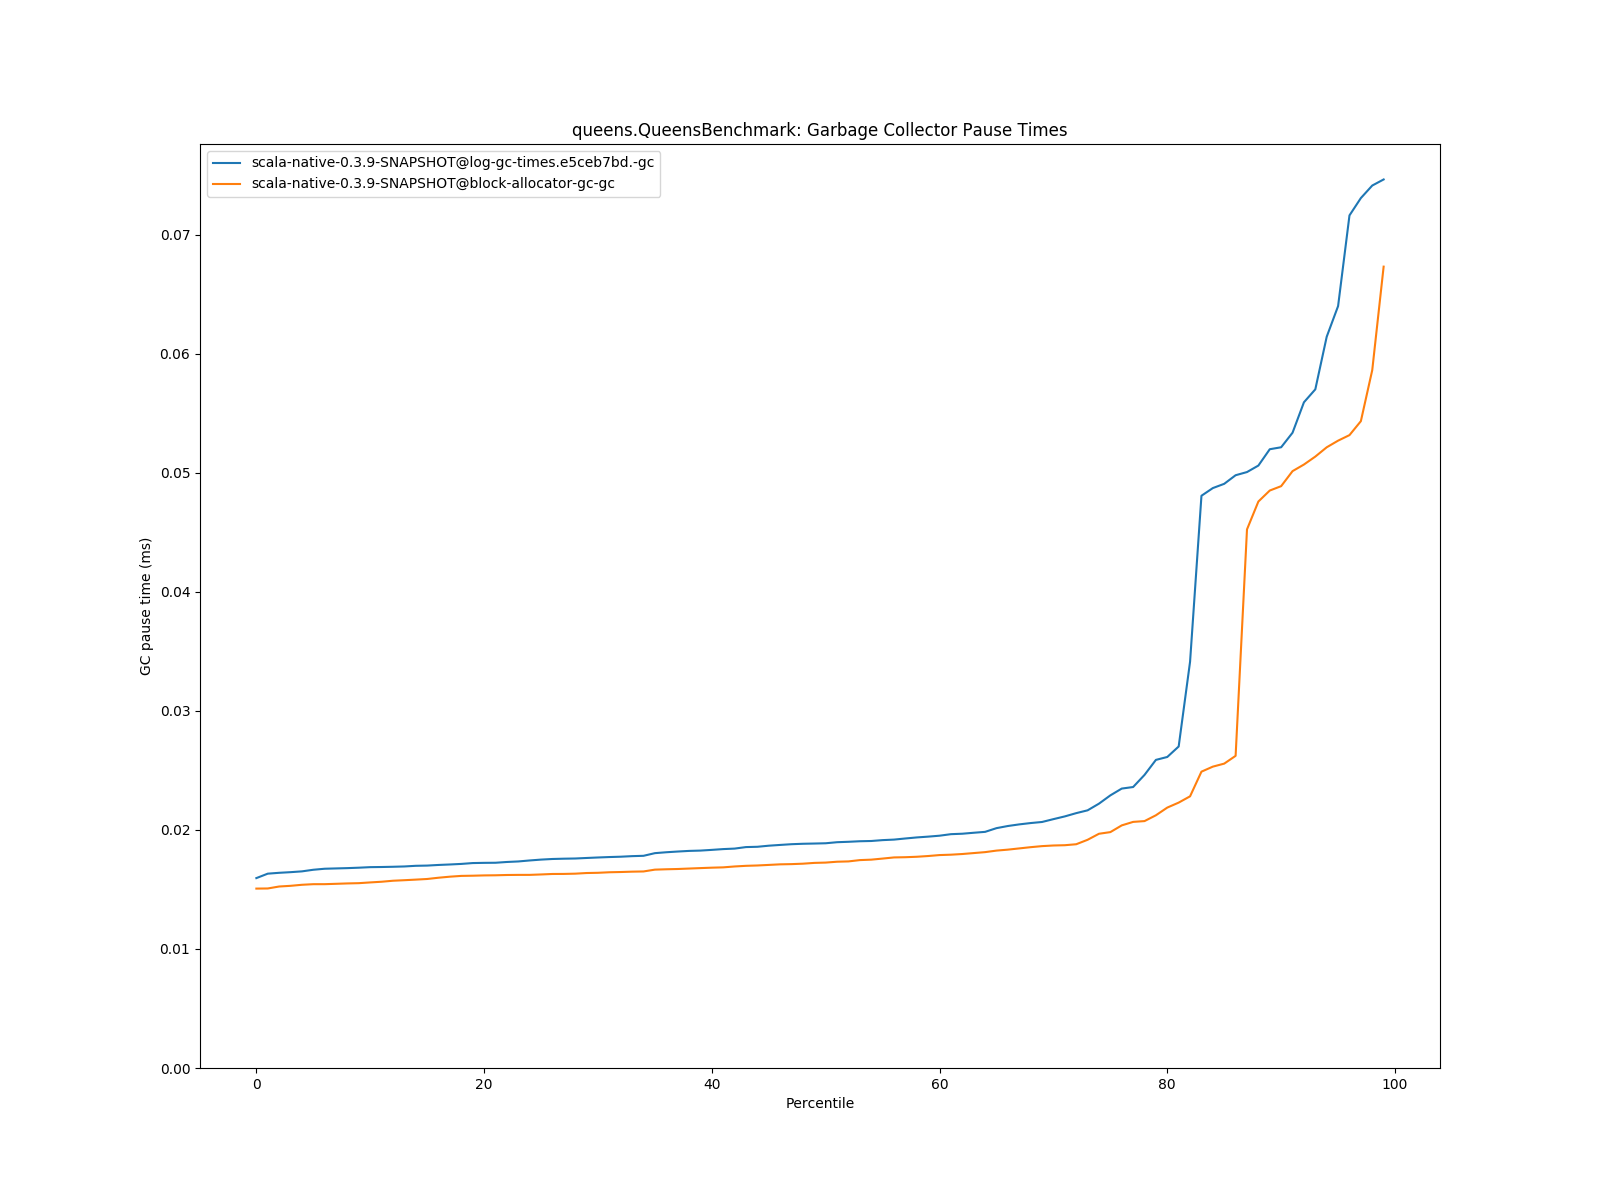 queens.QueensBenchmark: Garbage Collector Pause Times
scala-native-0.3.9-SNAPSHOT@log-gc-times.e5ceb7bd.-gc
scala-native-0.3.9-SNAPSHOT@block-allocator-gc-gc
GC pause time (ms)
0.07
0.06
0.05
0.04
0.03
0.02
0.01
0.00
0 20 40 60 80 100
Percentile